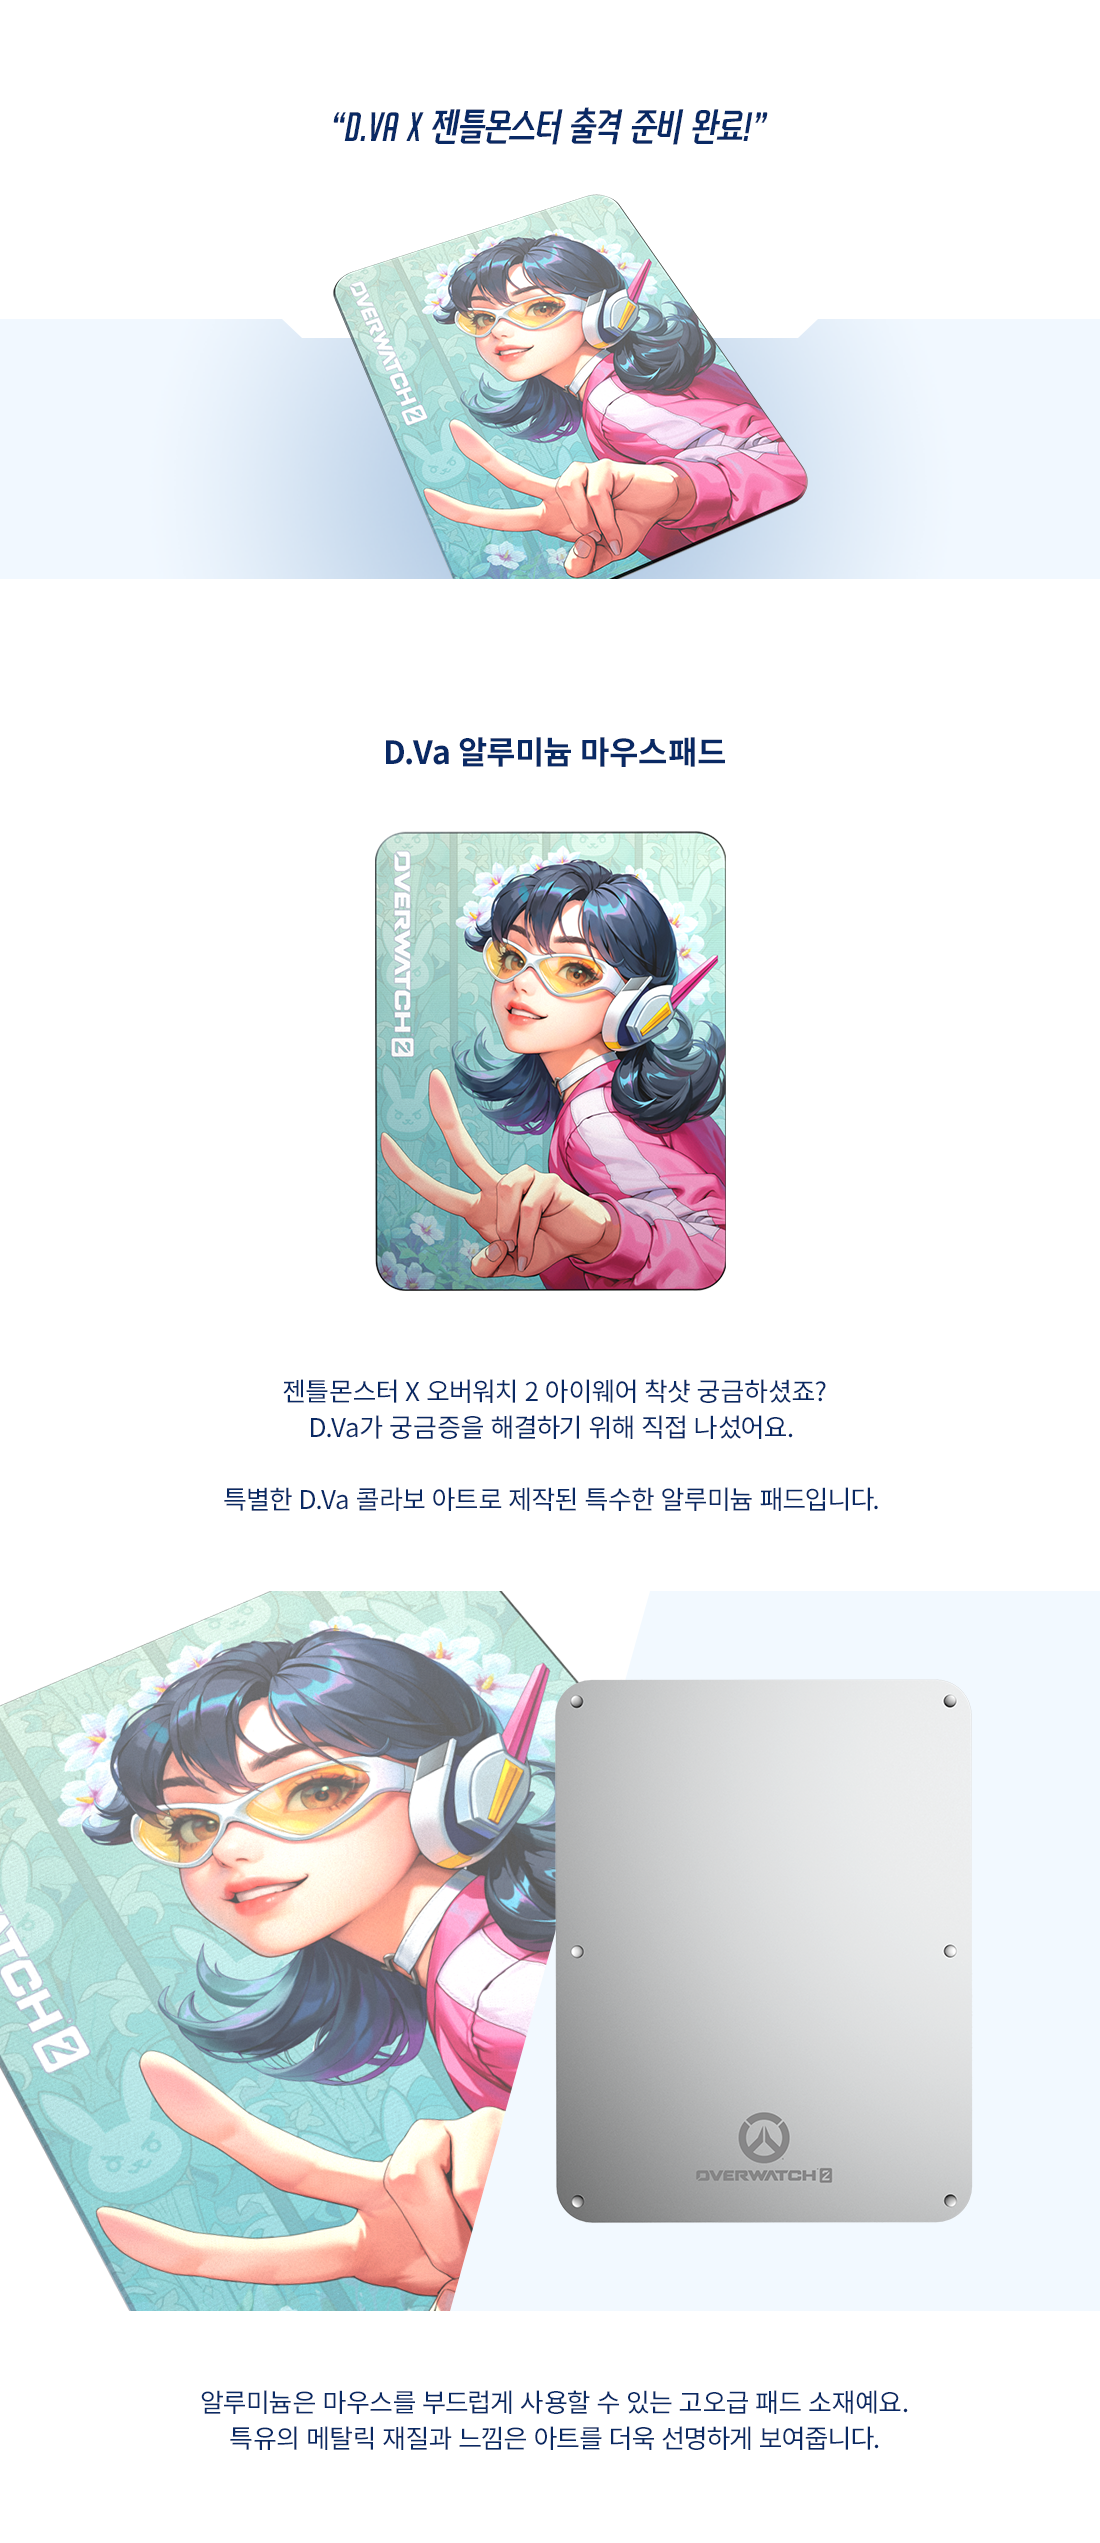 “D.VA X 젠틀몬스터 출격 준비 완료!”
OVERWATCH 2
D.Va 알루미늄 마우스패드
OVERWATCH 2
젠틀몬스터 X 오버워치 2 아이웨어 착샷 궁금하셨죠?
D.Va가 궁금증을 해결하기 위해 직접 나섰어요.
특별한 D.Va 콜라보 아트로 제작된 특수한 알루미늄 패드입니다.
ATCH 2
OVERWATCH 2
알루미늄은 마우스를 부드럽게 사용할 수 있는 고오급 패드 소재예요.
특유의 메탈릭 재질과 느낌은 아트를 더욱 선명하게 보여줍니다.